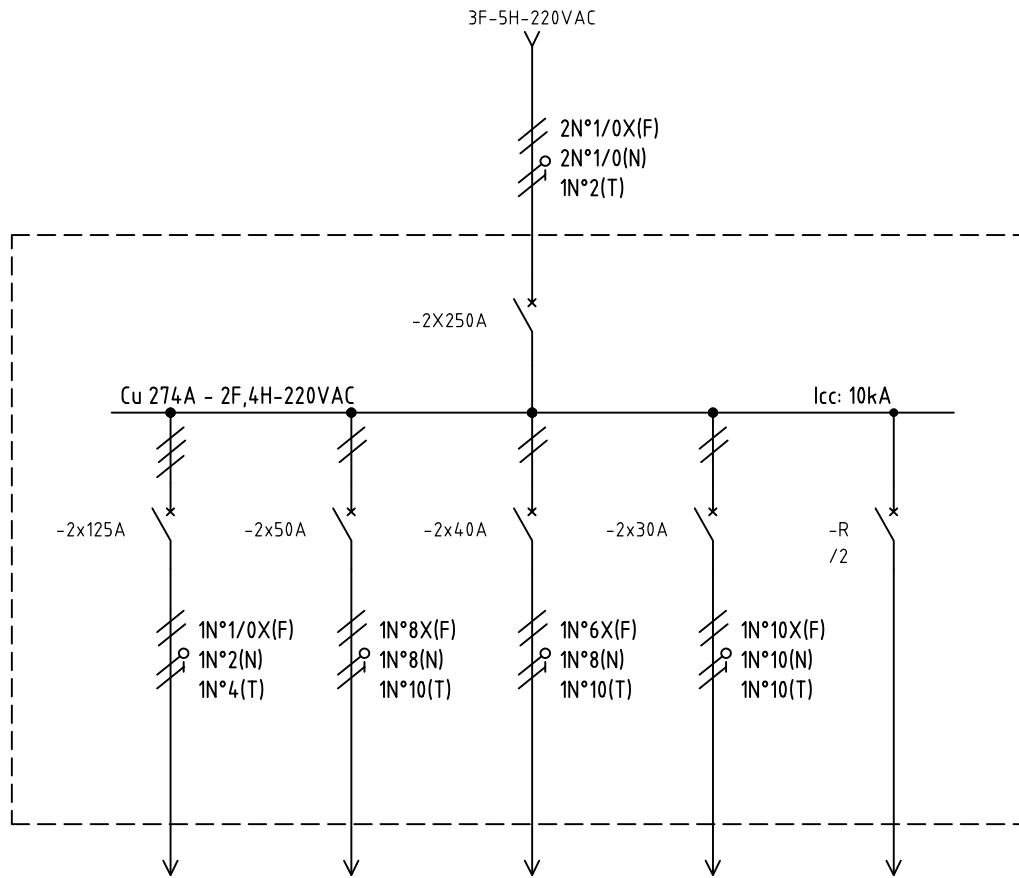 3F-5H-220VAC
2N°1/0X(F)
2N°1/0(N)
1N°2(T)
-2X250A
Cu 274A - 2F,4H-220VAC
Icc: 10kA
-2x125A
-2x50A
-2x40A
-2x30A
-R
/2
1N°1/0X(F)
1N°2(N)
1N°4(T)
1N°8X(F)
1N°8(N)
1N°10(T)
1N°6X(F)
1N°8(N)
1N°10(T)
1N°10X(F)
1N°10(N)
1N°10(T)